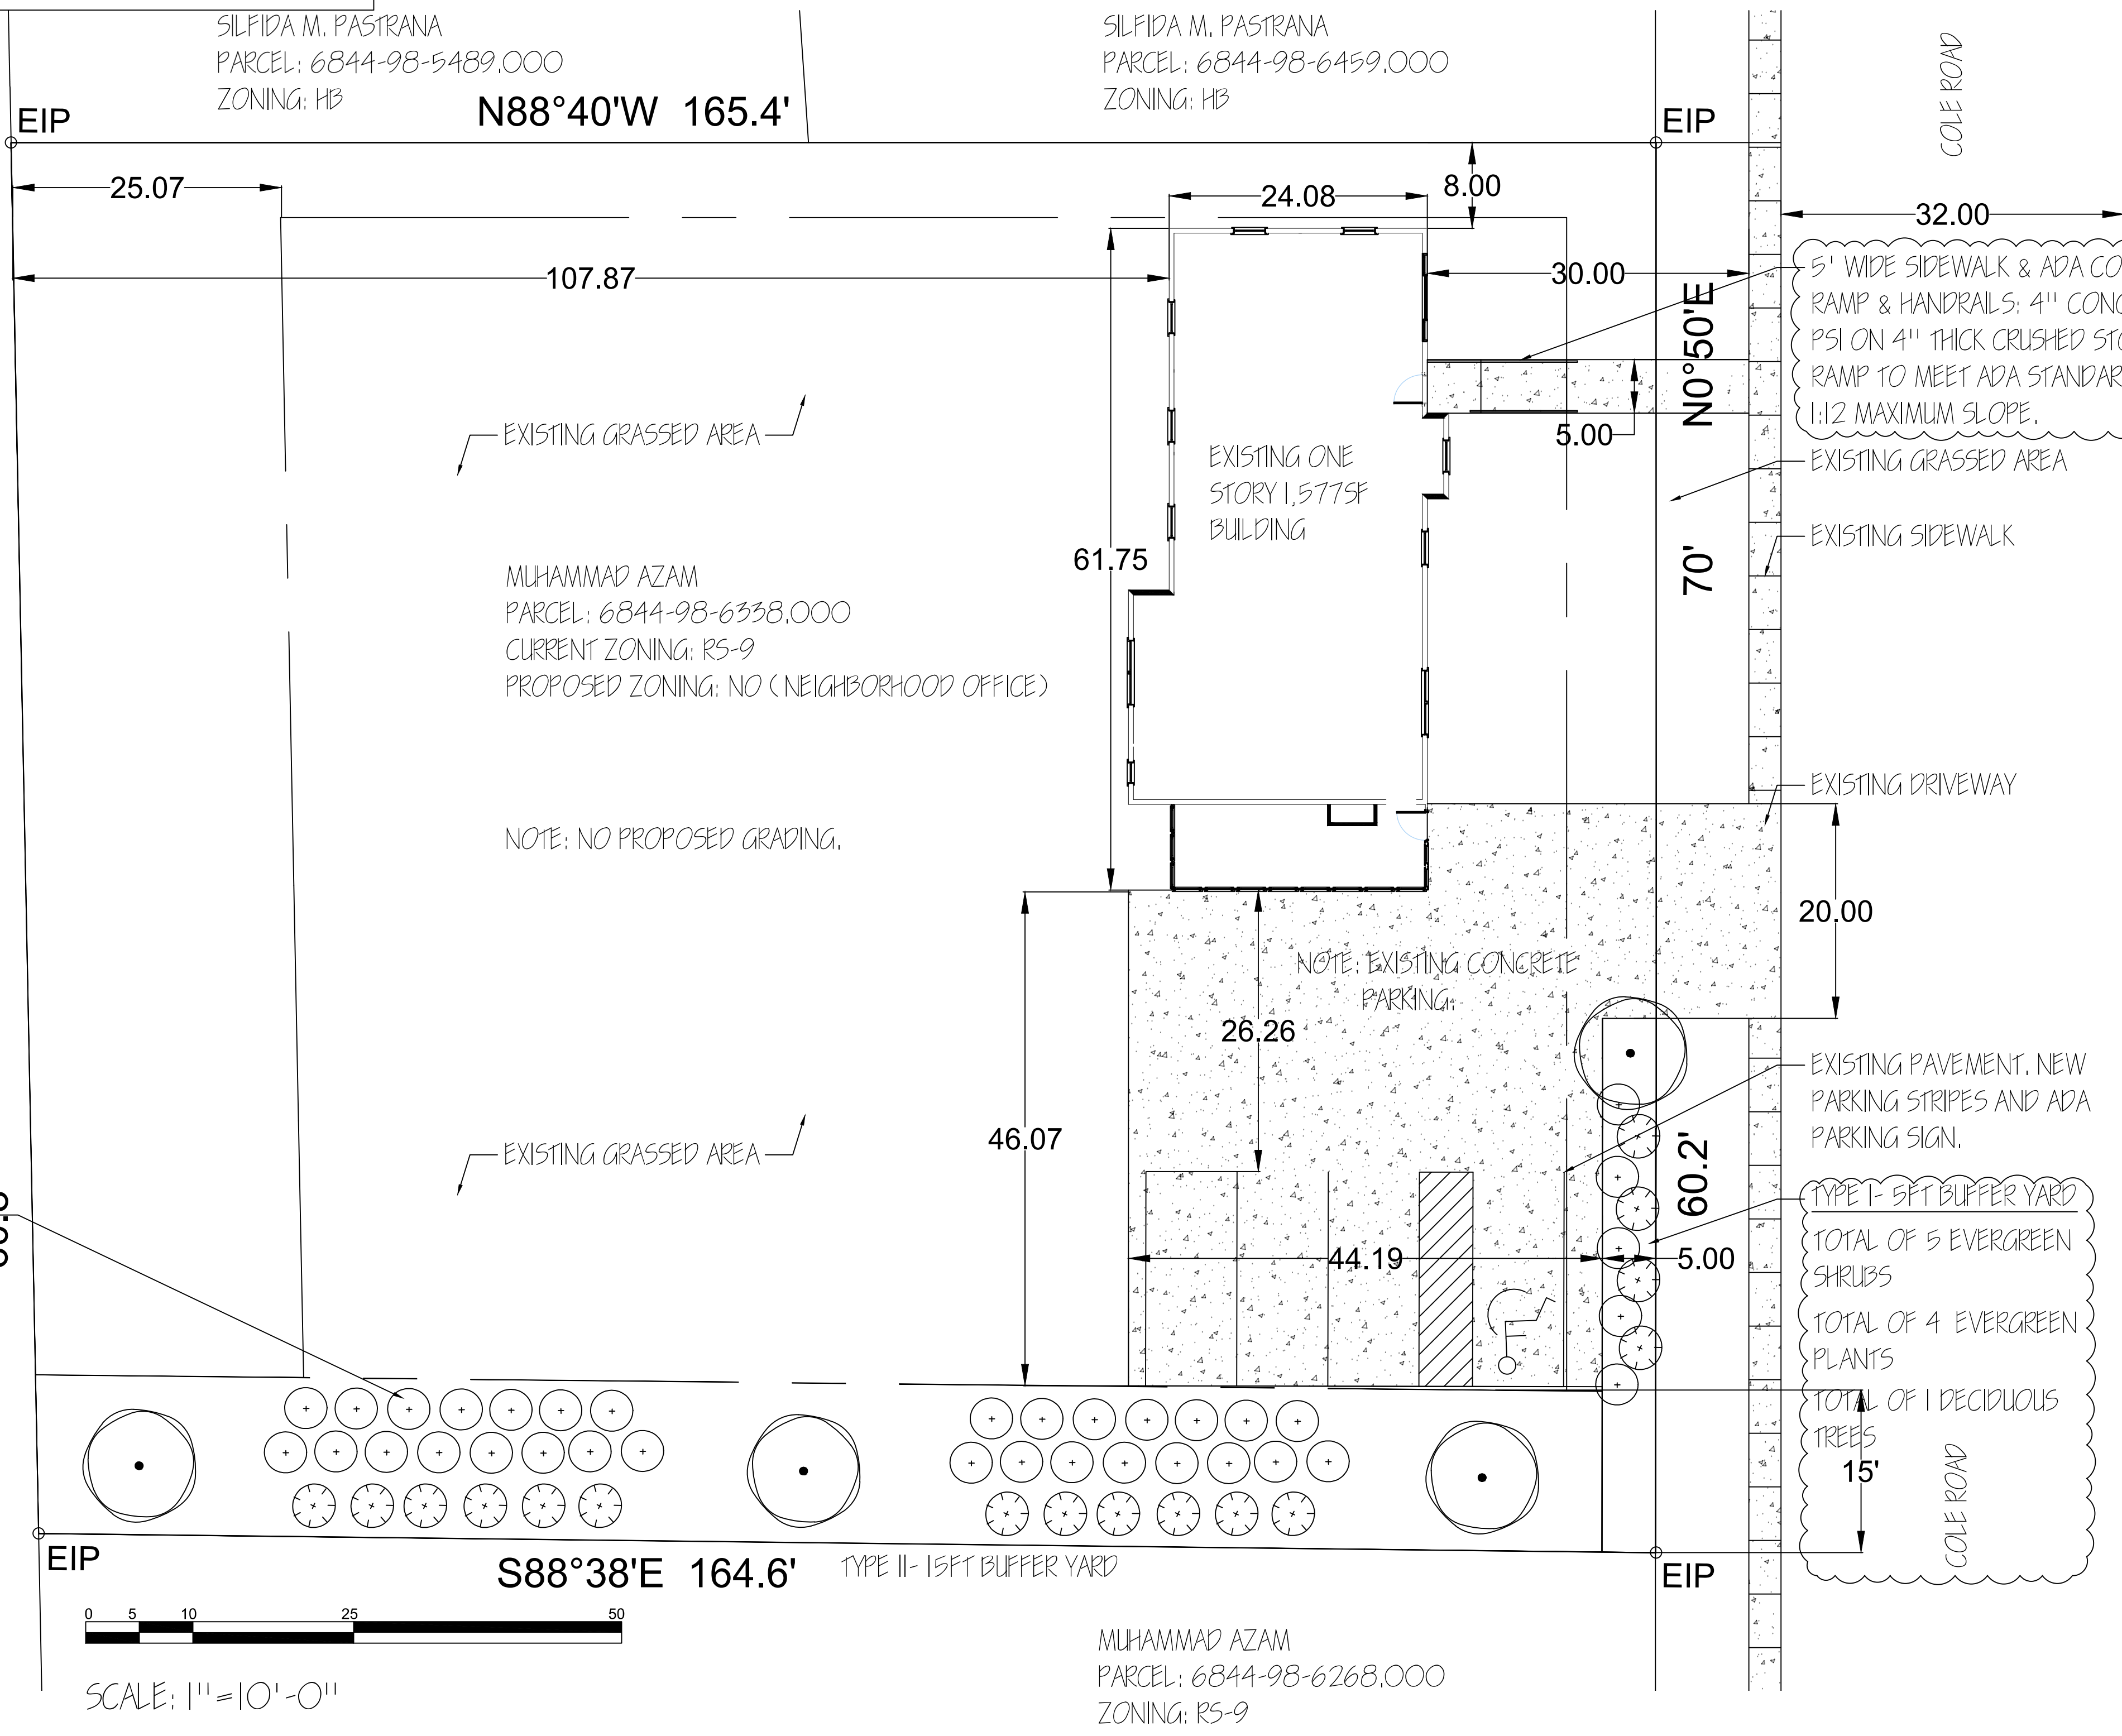 SILFIDA M. PASTRANA
PARCEL: 6844-98-5489.000
ZONING: HB
SILFIDA M. PASTRANA
PARCEL: 6844-98-6459.000
ZONING: HB
COLE ROAD
N88°40'W 165.4'
EIP
EIP
25.07
24.08
8.00
32.00
107.87
30.00
N0°50'E
70'
5' WIDE SIDEWALK & ADA
RAMP & HANDRAILS: 4"
PSI ON 4" THICK CRUSHED
RAMP TO MEET ADA
1:12 MAXIMUM SLOPE.
5.00
EXISTING GRASSED AREA
EXISTING GRASSED AREA
EXISTING SIDEWALK
EXISTING ONE
STORY 1,577SF
BUILDING
61.75
MUHAMMAD AZAM
PARCEL: 6844-98-6338.000
CURRENT ZONING: RS-9
PROPOSED ZONING: NO (NEIGHBORHOOD OFFICE)
EXISTING DRIVEWAY
NOTE: NO PROPOSED GRADING.
20.00
NOTE: EXISTING CONCRETE
PARKING.
26.26
46.07
EXISTING PAVEMENT, NEW
PARKING STRIPES AND ADA
PARKING SIGN.
EXISTING GRASSED AREA
60.2'
44.19
5.00
TYPE I- 5FT BUFFER YARD
TOTAL OF 5 EVERGREEN
SHRUBS
TOTAL OF 4 EVERGREEN
PLANTS
TOTAL OF 1 DECIDUOUS
TREES
15'
COLE ROAD
EIP
S88°38'E 164.6'
TYPE II- 15FT BUFFER YARD
EIP
0 5 10 25 50
SCALE: 1"=10'-0"
MUHAMMAD AZAM
PARCEL: 6844-98-6268.000
ZONING: RS-9